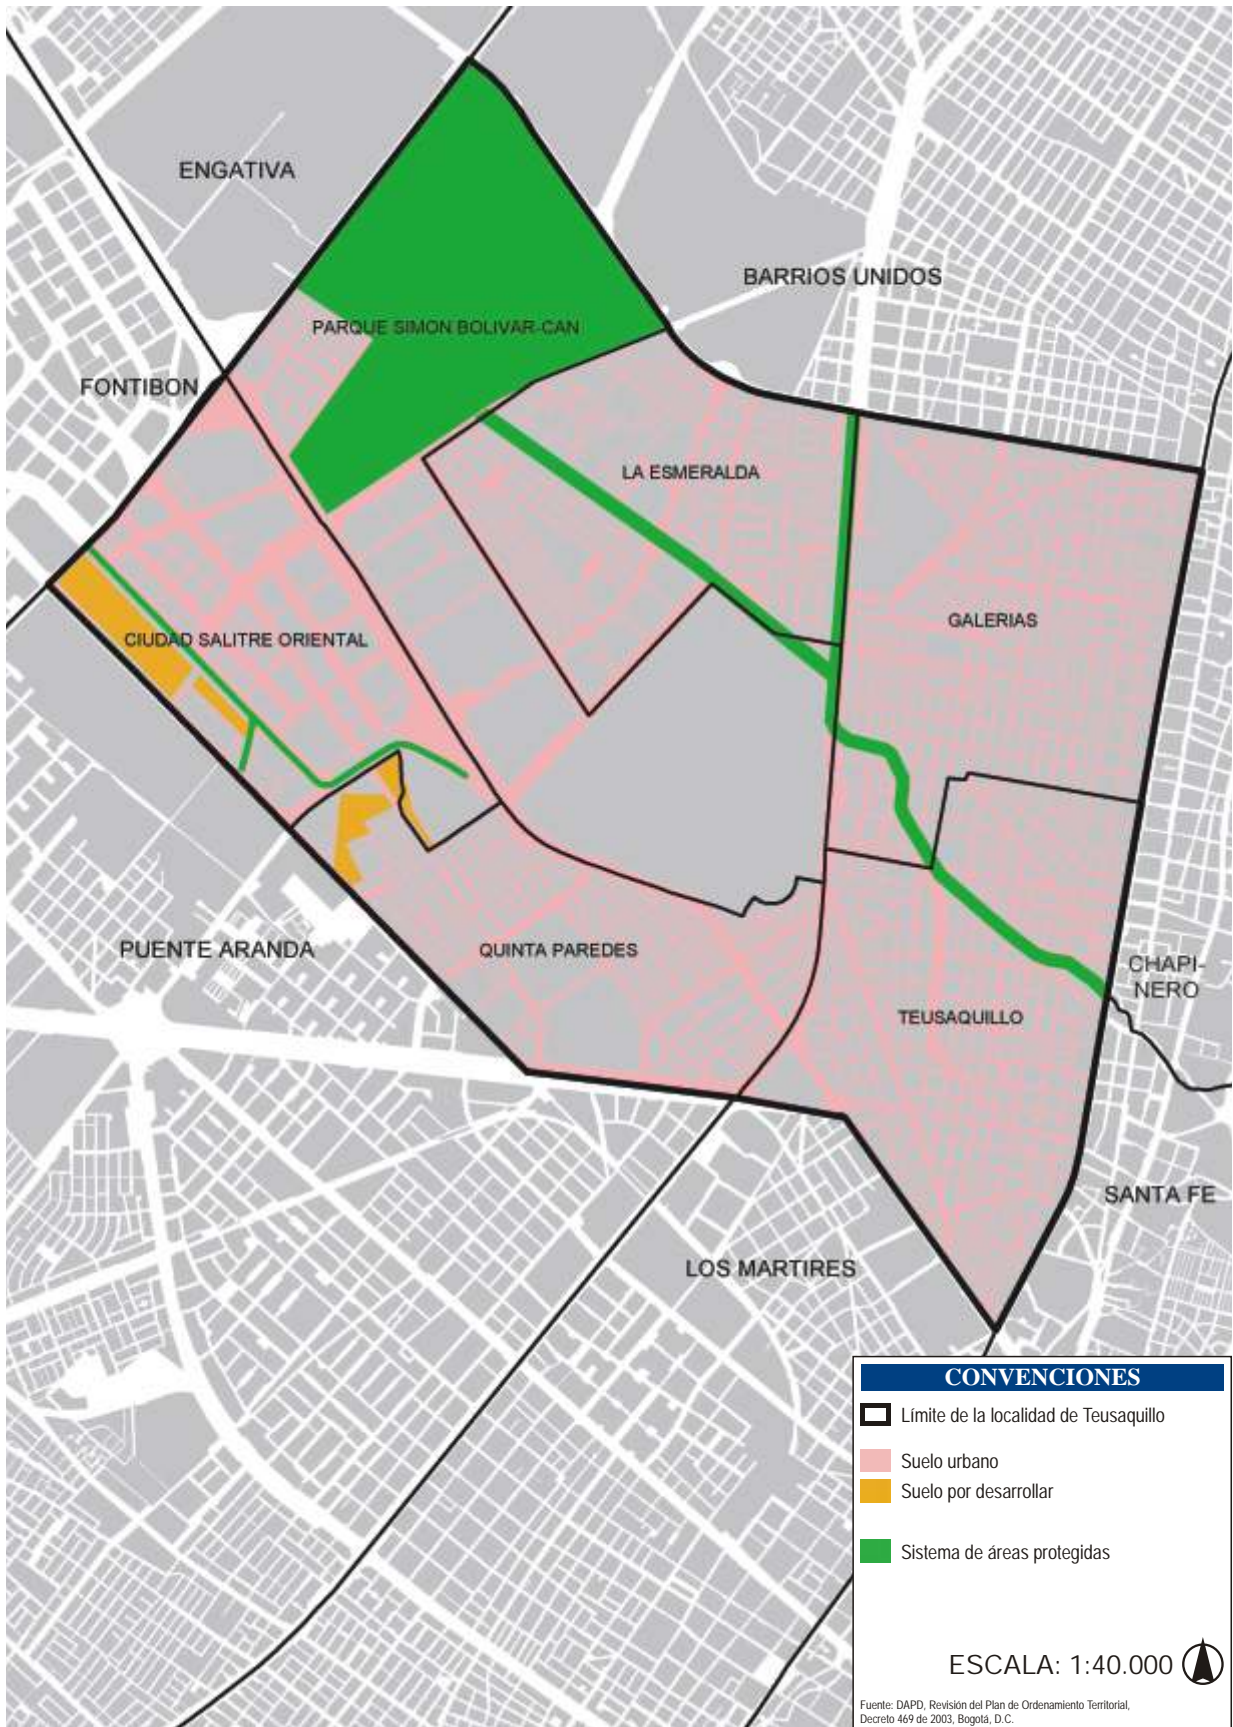 ENGATIVA
BARRIOS UNIDOS
PARQUE SIMON BOLIVAR-CAN
FONTIBON
LA ESMERALDA
GALERIAS
CIUDAD SALITRE ORIENTAL
PUENTE ARANDA
QUINTA PAREDES
CHAPI-
NERO
TEUSAQUILLO
SANTA FE
LOS MARTIRES
CONVENCIONES
Límite de la localidad de Teusaquillo
Suelo urbano
Suelo por desarrollar
Sistema de áreas protegidas
ESCALA: 1:40.000
Fuente: DAPD, Revisión del Plan de Ordenamiento Territorial,
Decreto 469 de 2003, Bogotá, D.C.